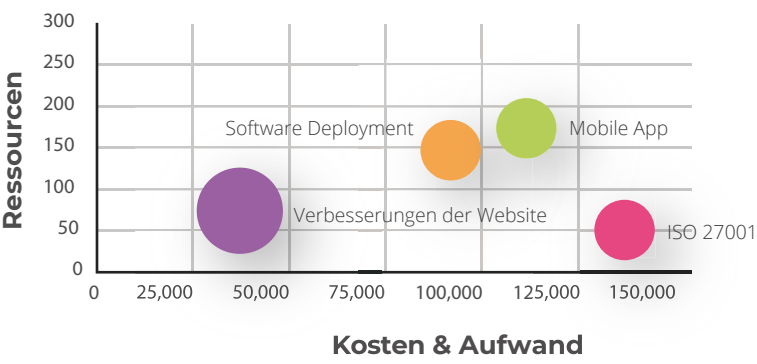 300
250
200
150
100
50
0
Ressourcen
Software Deployment
Mobile App
Verbesserungen der Website
ISO 27001
0 25,000 50,000 75,000 100,000 125,000 150,000
Kosten & Aufwand